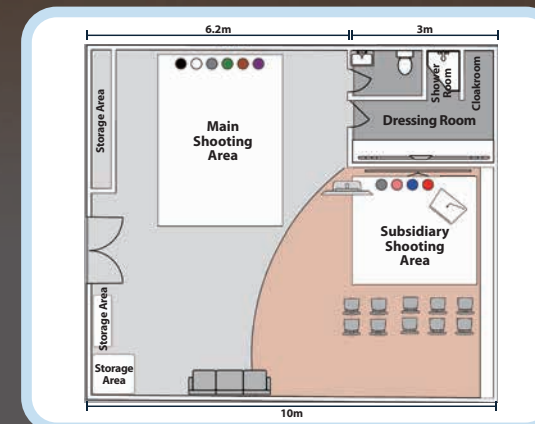 6.2m
3m
Storage Area
Main
Shooting
Area
Shower
Room
Cloakroom
Dressing Room
Subsidiary
Shooting
Area
Storage Area
Storage
Area
10m